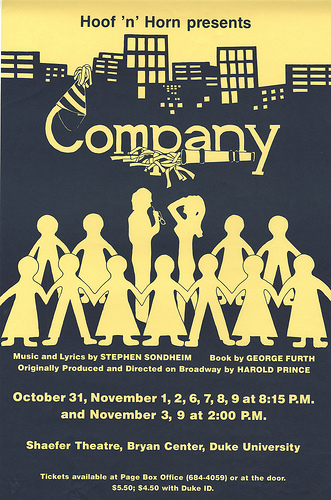 Hoof 'n' Horn presents
Company
Music and Lyrics by STEPHEN SONDHEIM Book by GEORGE FURTH
Originally Produced and Directed on Broadway by HAROLD PRINCE
October 31, November 1, 2, 6, 7, 8, 9 at 8:15 P.M.
and November 3, 9 at 2:00 P.M.
Shaefer Theatre, Bryan Center, Duke University
Tickets available at Page Box Office (684-4059) or at the door.
$5.50; $4.50 with Duke ID.